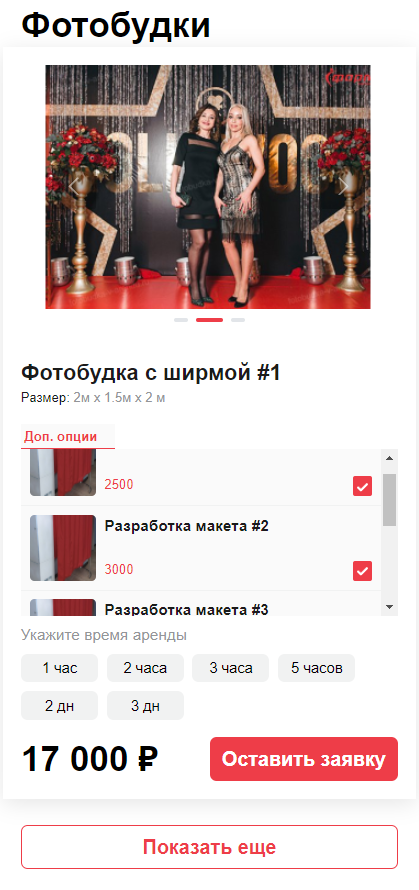 Фотобудки
Фотобудка с ширмой #1
Размер: 2м x 1.5м x 2 м
Доп. опции
2500
Разработка макета #2
3000
Разработка макета #3
Укажите время аренды
1 час
2 часа
3 часа
5 часов
2 дн
3 дн
17 000 ₽
Оставить заявку
Показать еще